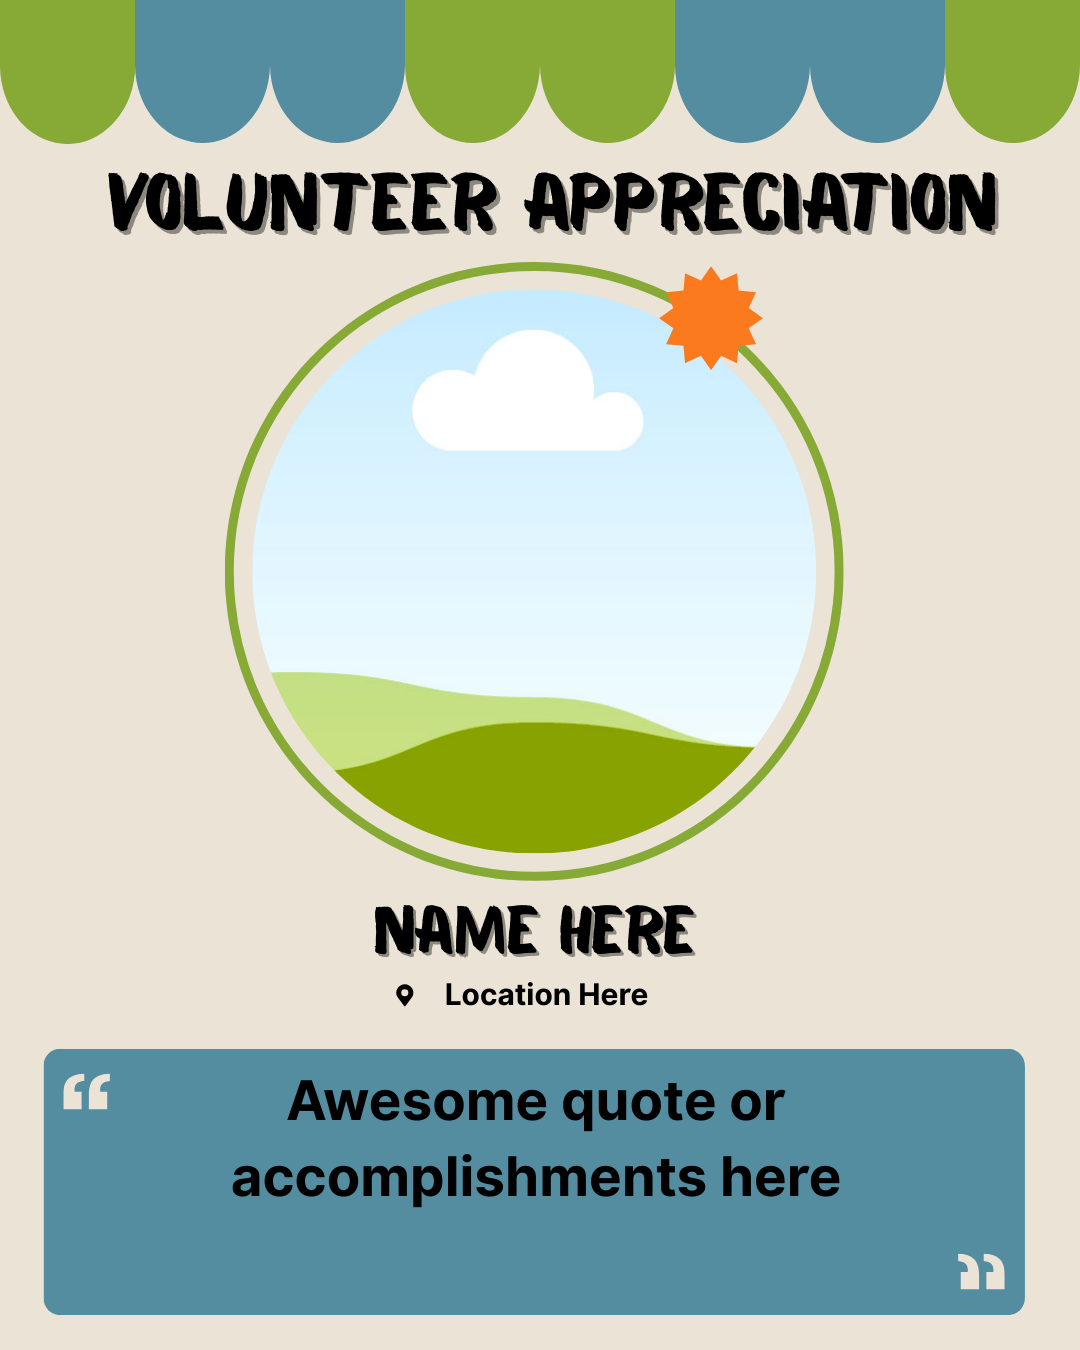 VOLUNTEER APPRECIATION
NAME HERE
Location Here
“
Awesome quote or
accomplishments here
”